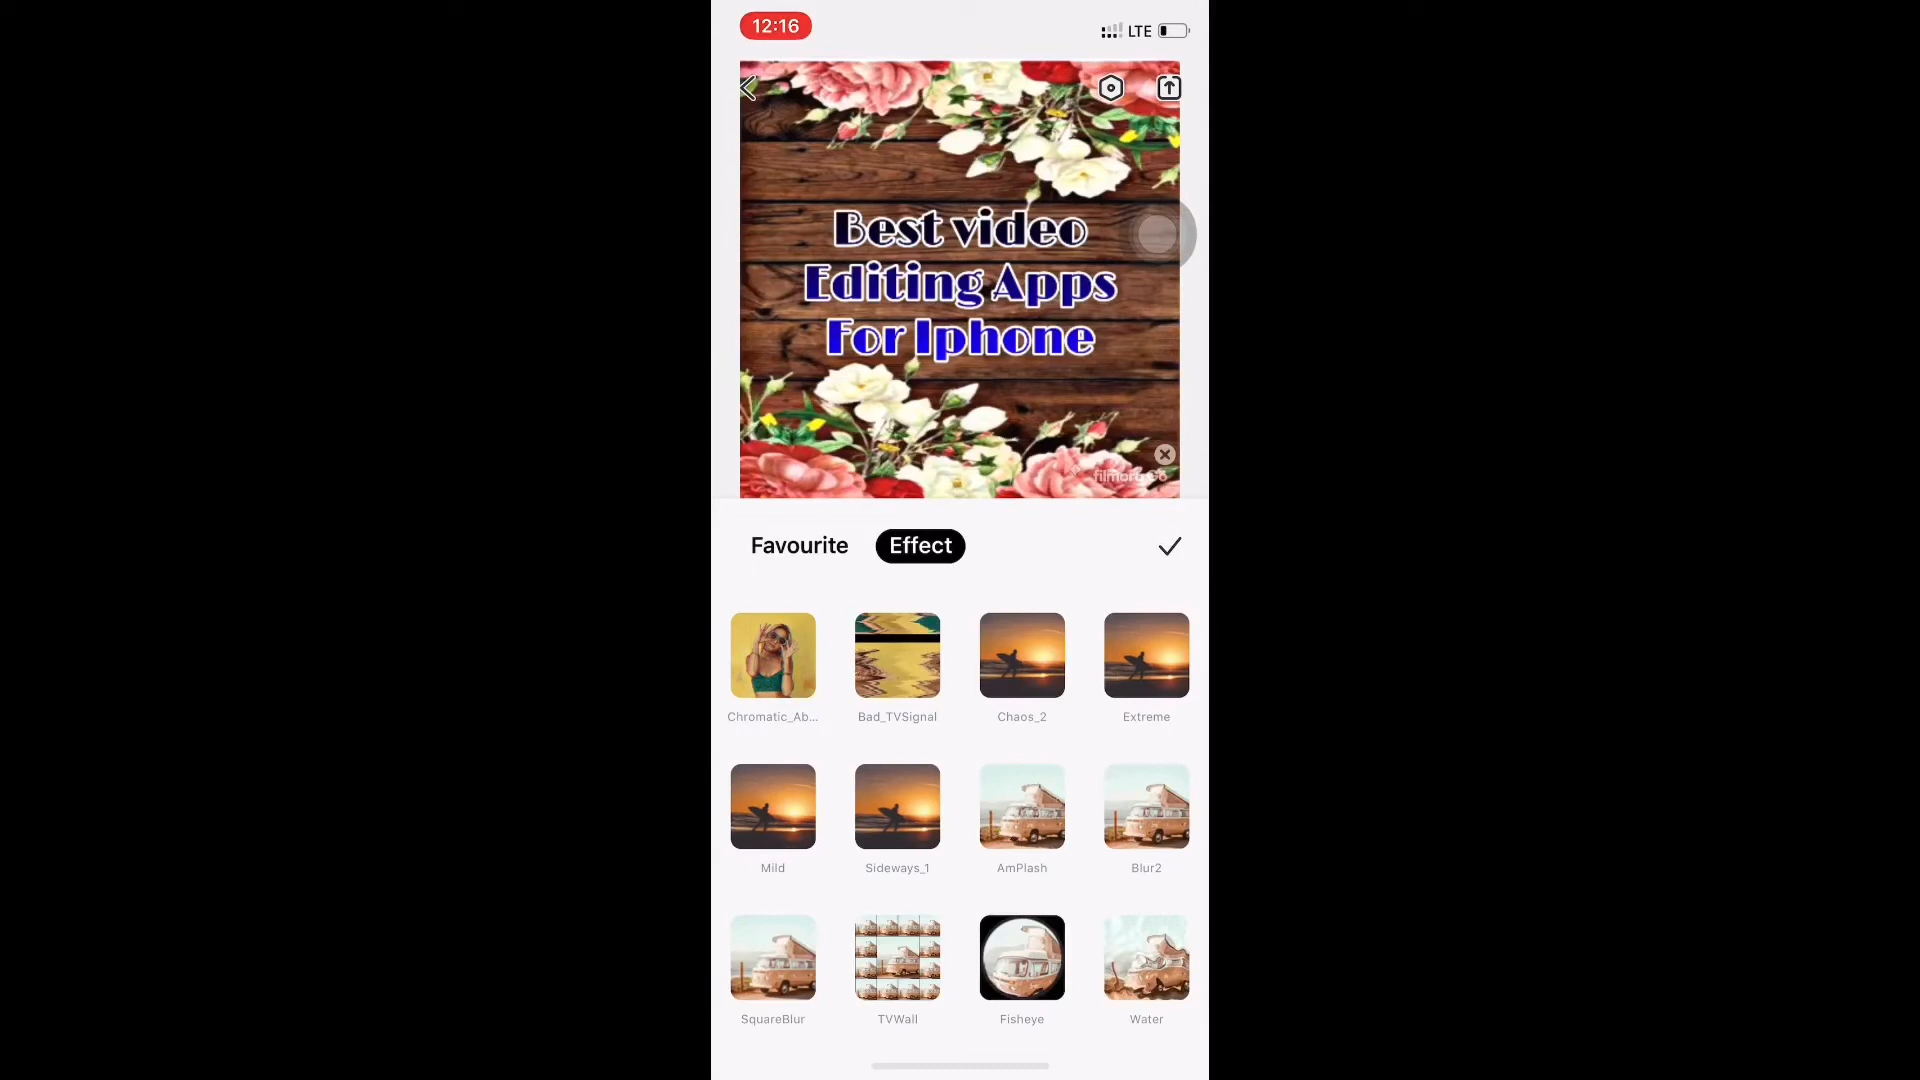 12:16
LTE
Best video
Editing Apps
For Iphone
filmoraGo
Favourite
Effect
Chromatic_Ab...
Bad_TVSignal
Chaos_2
Extreme
Mild
Sideways_1
AmPlash
Blur2
SquareBlur
TVWall
Fisheye
Water